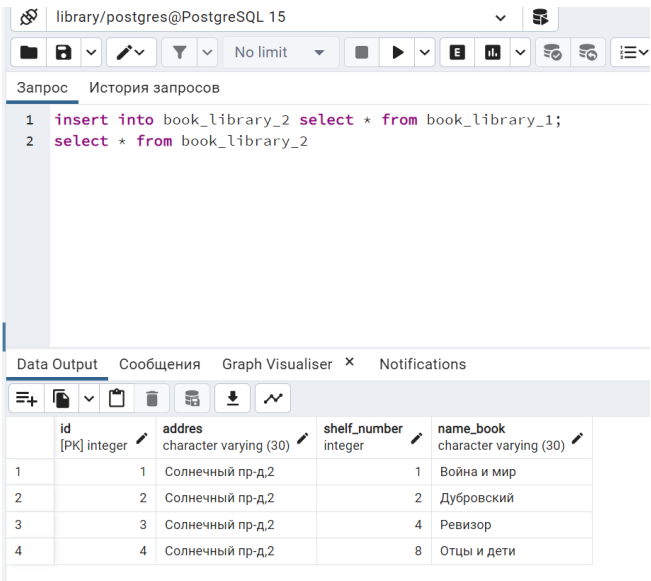 library/postgres@PostgreSQL 15
No limit
E
Запрос История запросов
1 insert into book_library_2 select * from book_library_1;
2 select * from book_library_2
Data Output Сообщения Graph Visualiser × Notifications
id addres shelf_number name_book
[PK] integer character varying (30) integer character varying (30)
1 1 Солнечный пр-д,2 1 Война и мир
2 2 Солнечный пр-д,2 2 Дубровский
3 3 Солнечный пр-д,2 4 Ревизор
4 4 Солнечный пр-д,2 8 Отцы и дети